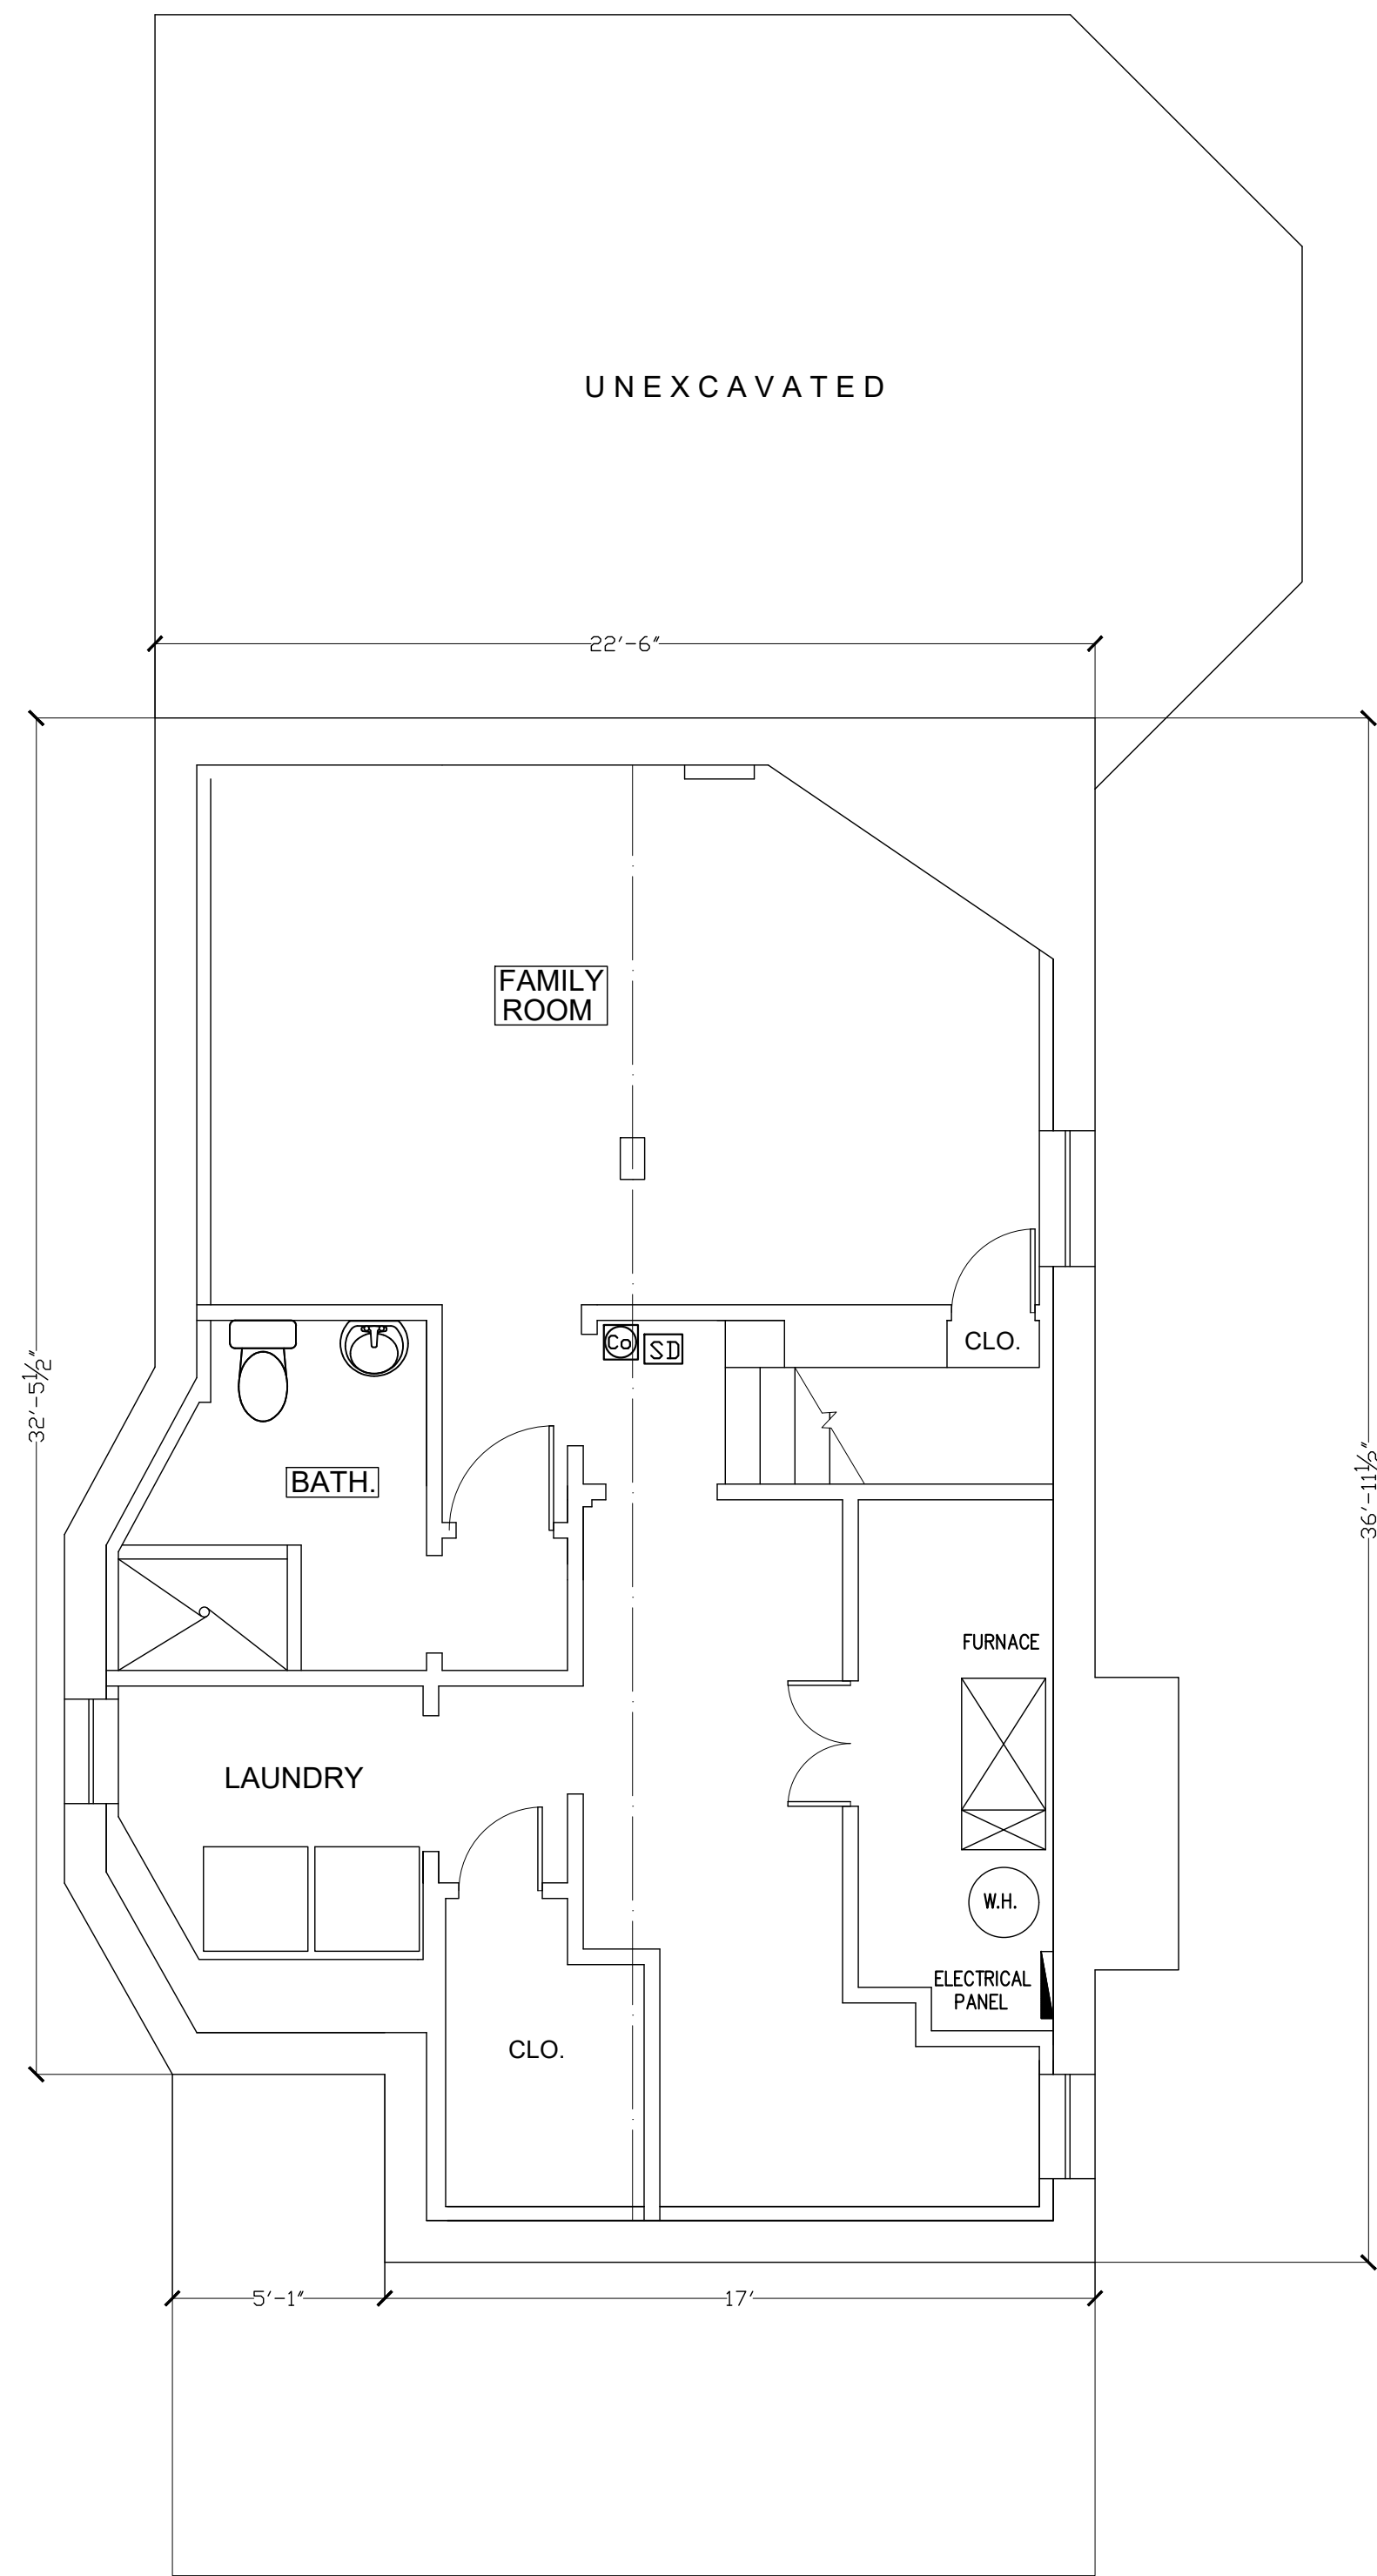 UNEXCAVATED
22'-6"
FAMILY
ROOM
Co
SD
CLO.
32'-5½"
BATH.
36'-11½"
FURNACE
LAUNDRY
W.H.
ELECTRICAL
PANEL
CLO.
5'-1"
17'